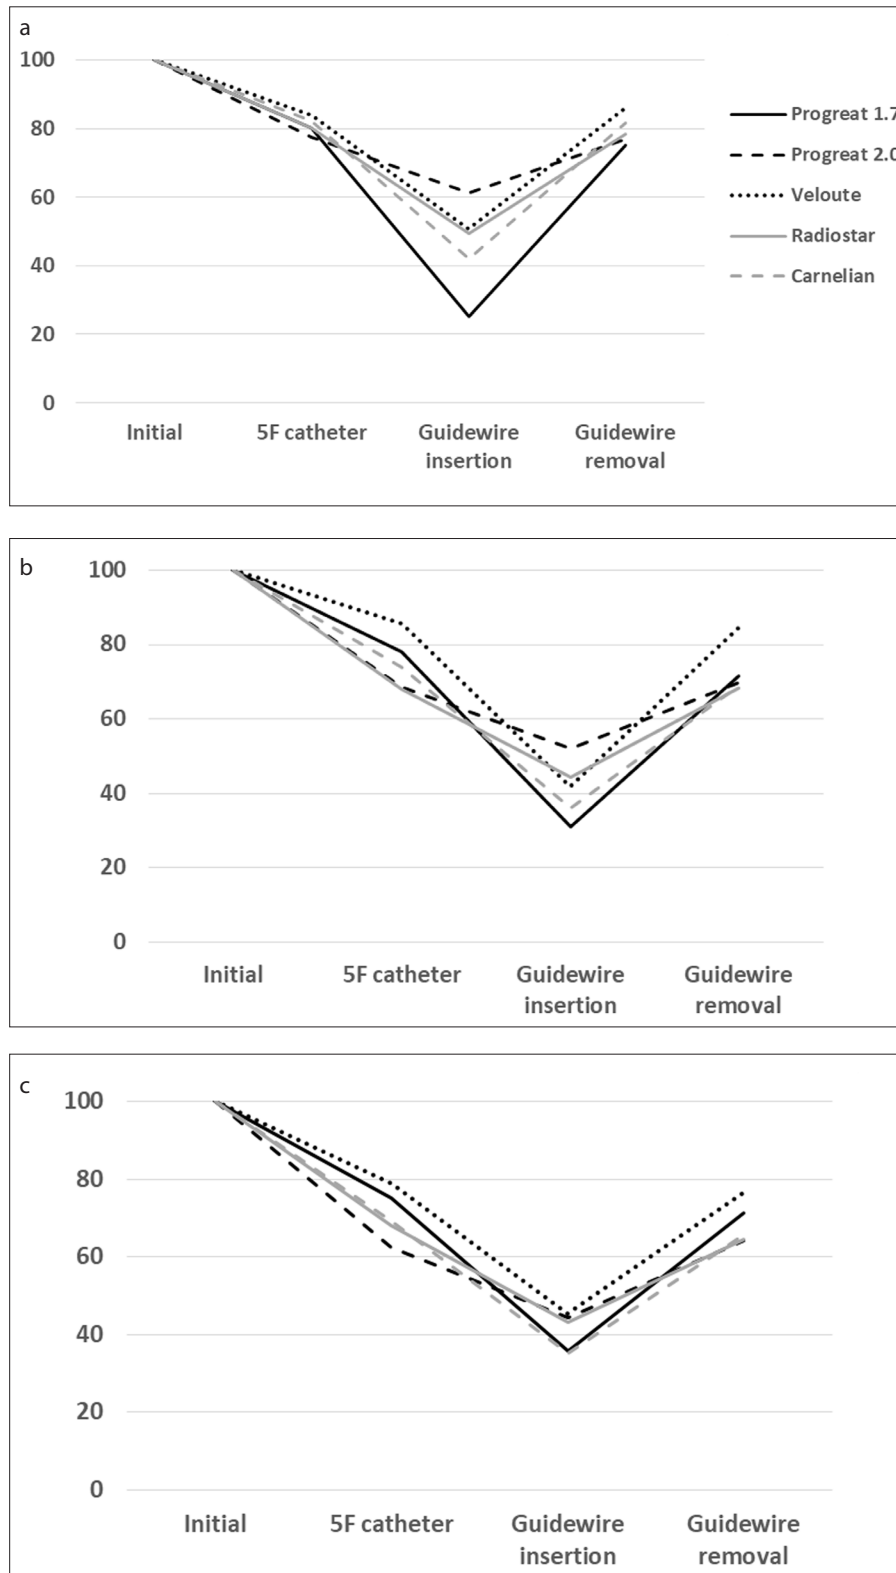 a
100
80
60
40
20
0
Initial
5F catheter
Guidewire
insertion
Guidewire
removal
Progreat 1.7
Progreat 2.0
Veloute
Radiostar
Carnelian
b
100
80
60
40
20
0
Initial
5F catheter
Guidewire
insertion
Guidewire
removal
c
100
80
60
40
20
0
Initial
5F catheter
Guidewire
insertion
Guidewire
removal